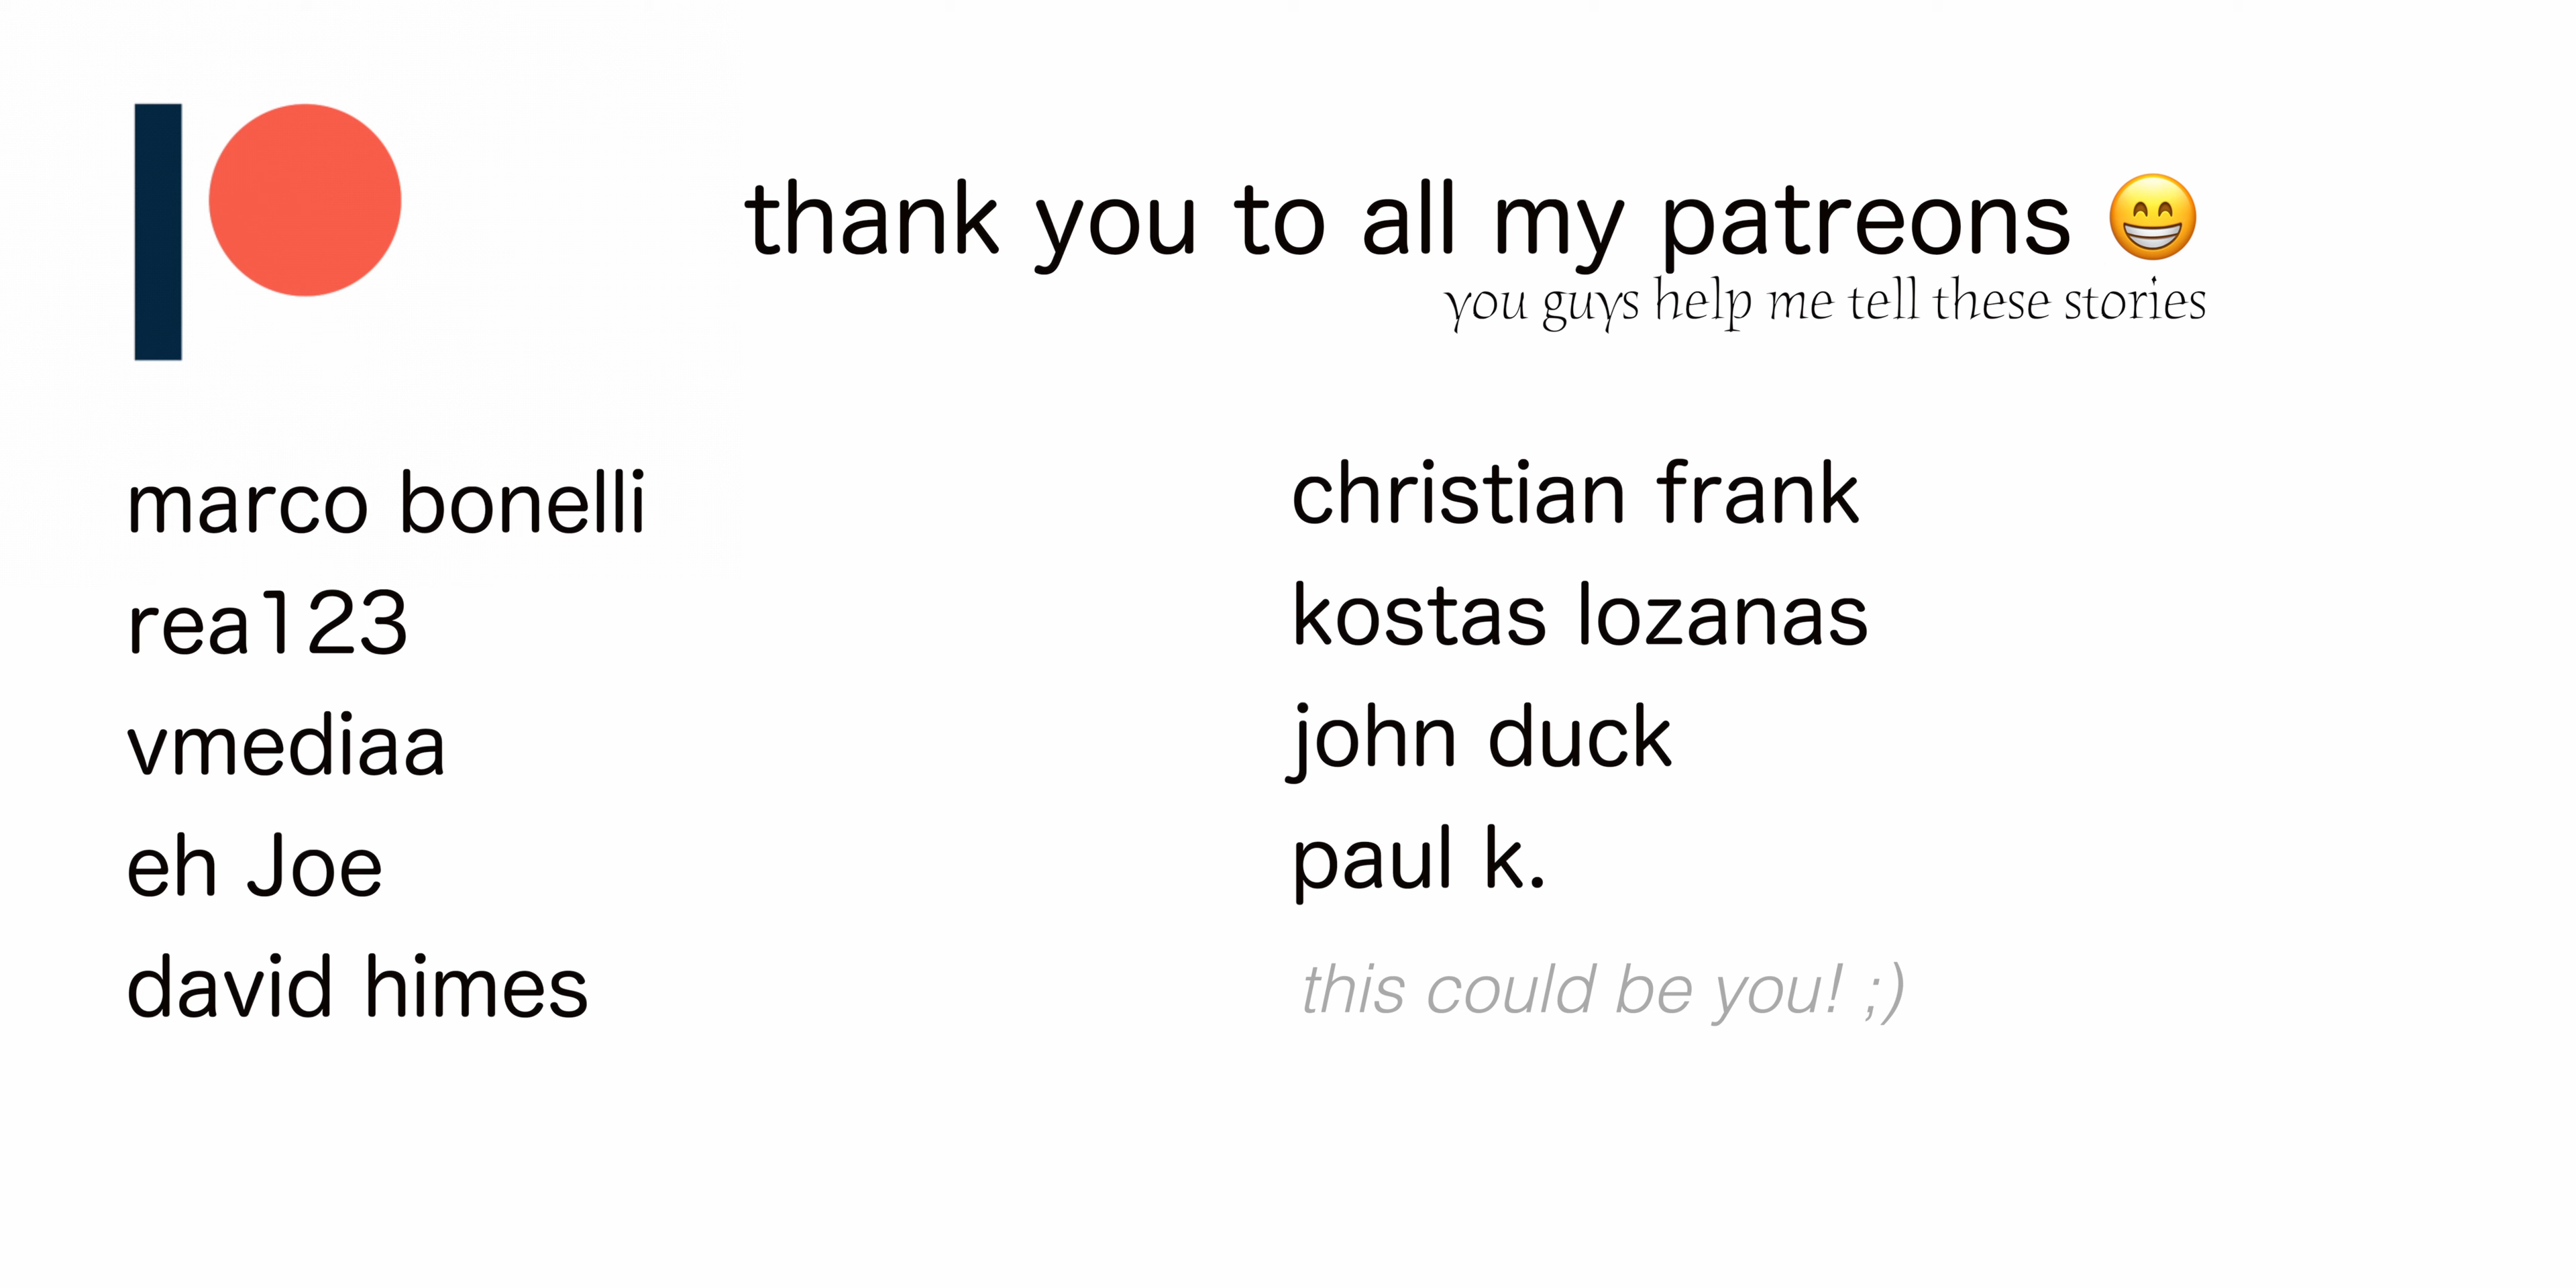 thank you to all my patreons 😁
you guys help me tell these stories
marco bonelli
rea123
vmediaa
eh Joe
david himes
christian frank
kostas lozanas
john duck
paul k.
this could be you! ;)